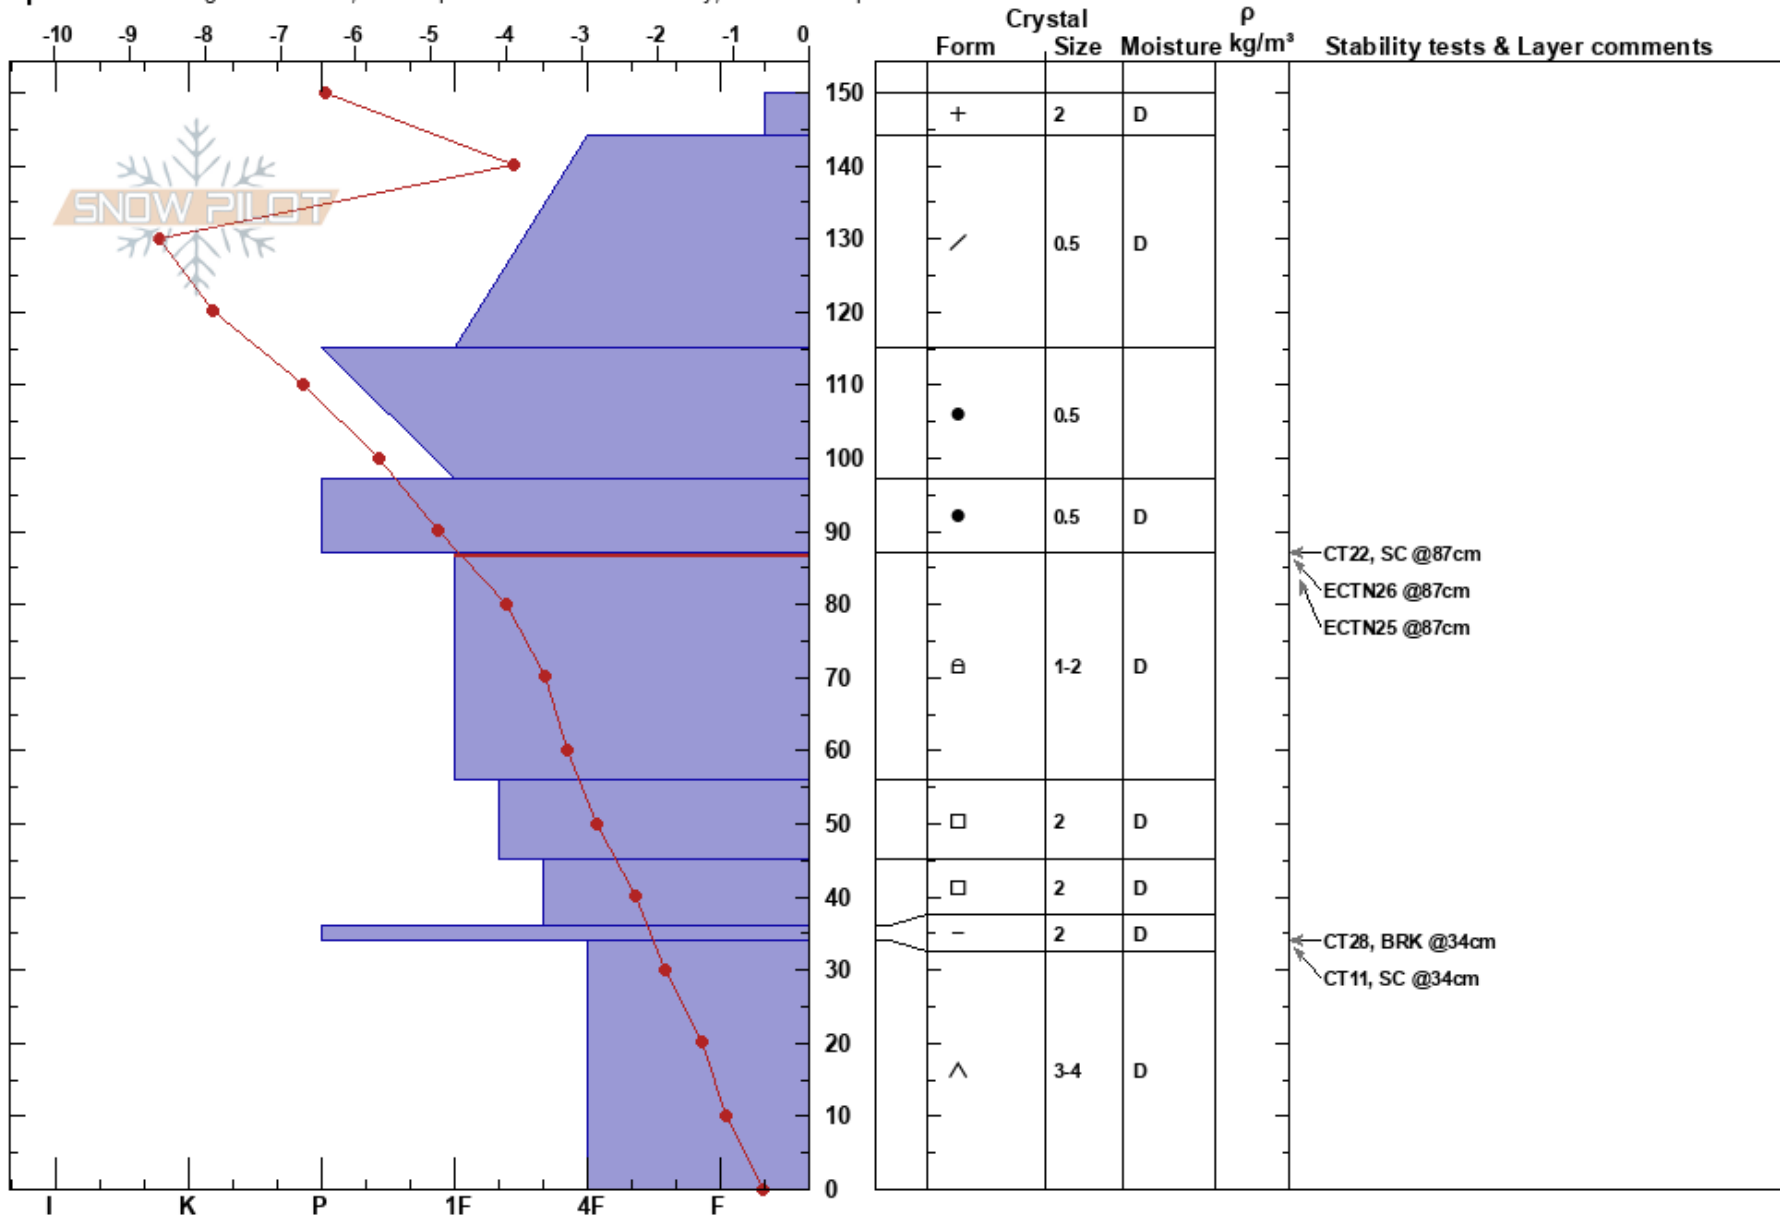 -10 -9 -8 -7 -6 -5 -4 -3 -2 -1 0
Crystal
Form Size Moisture ρ kg/m³ Stability tests & Layer comments
SNOW PILOT
150
+ 2 D
140
0.5 D
130
120
110
0.5
100
90
0.5 D
CT22, SC @87cm
ECTN26 @87cm
80
ECTN25 @87cm
70
1-2 D
60
50
2 D
40
2 D
2 D
CT28, BRK @34cm
30
CT11, SC @34cm
20
3-4 D
10
0
I K P 1F 4F F